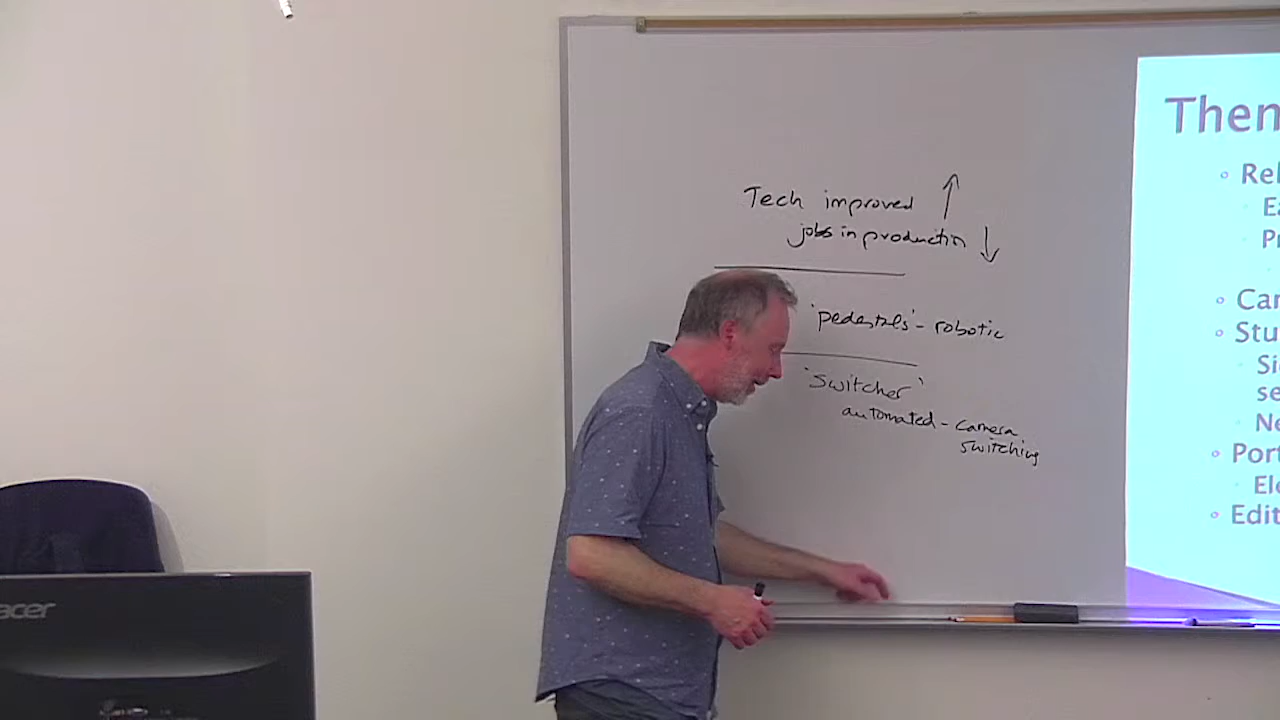 Tech improved ↑
jobs in production ↓
'pedestals' - robotic
'switcher'
automated - camera
switching
Then
Rel
Ea
Pr
Car
Stu
Si
se
Ne
Port
Ele
Edit
acer